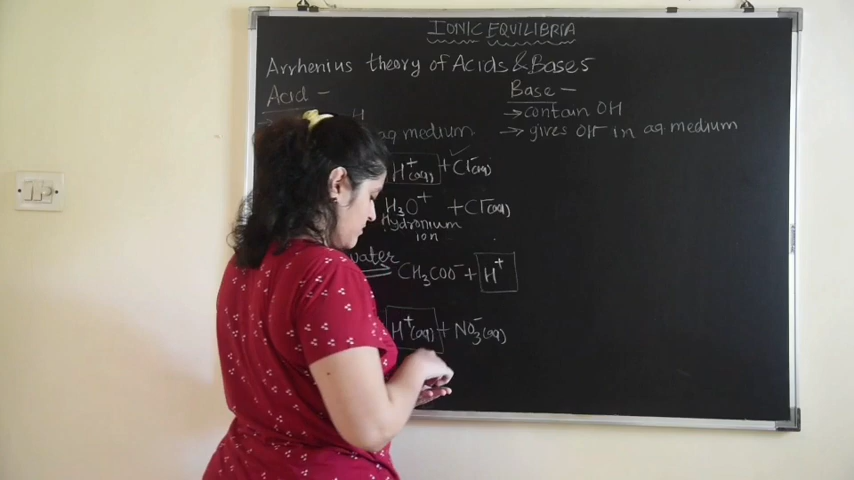 IONIC EQUILIBRIA
Arrhenius theory of Acids & Bases
Acid -
H
aq medium
H⁺(aq) + Cl⁻(aq)
H₃O⁺ + Cl⁻(aq)
Hydronium
ion
water
CH₃COO⁻ + H⁺
H⁺(aq) + NO₃⁻(aq)
Base -
→ contain OH
→ gives OH⁻ in aq. medium